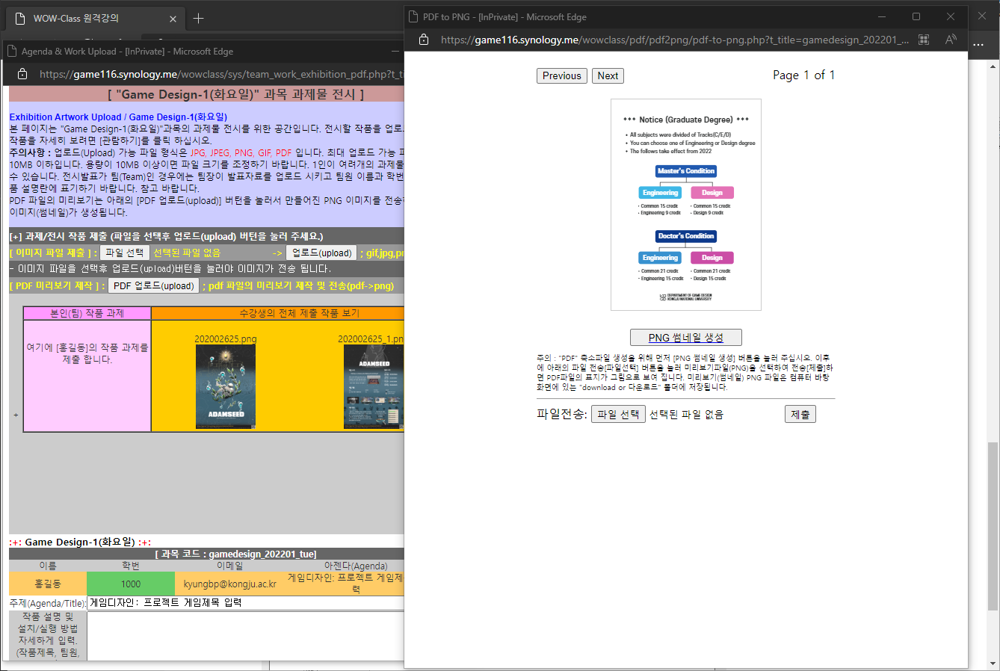 WOW-Class 원격강의
Agenda & Work Upload - [InPrivate] - Microsoft Edge
https://game116.synology.me/wowclass/sys/team_work_exhibition_pdf.php?t_ti
[ "Game Design-1(화요일)" 과목 과제물 전시 ]
Exhibition Artwork Upload / Game Design-1(화요일)
본 페이지는 "Game Design-1(화요일)"과목의 과제물 전시를 위한 공간입니다. 전시할 작품을 업로
작품을 자세히 보려면 [관람하기]를 클릭 하십시오.
주의사항 : 업로드(Upload) 가능 파일 형식은 JPG, JPEG, PNG, GIF, PDF 입니다. 최대 업로드 가능 파
10MB 이하입니다. 용량이 10MB 이상이면 파일 크기를 조정하기 바랍니다. 1인이 여려개의 과제물
수 있습니다. 전시발표가 팀(Team)인 경우에는 팀장이 발표자료를 업로드 시키고 팀원 이름과 학번
품 설명란에 표기하기 바랍니다. 참고 바랍니다.
PDF 파일의 미리보기는 아래의 [PDF 업로드(upload)] 버튼을 눌러서 만들어진 PNG 이미지를 전송
이미지(썸네일)가 생성됩니다.
[+] 과제/전시 작품 제출 (파일을 선택후 업로드(upload) 버턴을 눌러 주세요.)
[ 이미지 파일 제출 ] : 파일 선택 선택된 파일 없음 -> 업로드(upload) ; gif,jpg,pn
- 이미지 파일을 선택후 업로드(upload)버턴을 눌러야 이미지가 전송 됩니다.
[ PDF 미리보기 제작 ] : PDF 업로드(upload) ; pdf 파일의 미리보기 제작 및 전송(pdf->png)
본인(팀) 작품 과제 수강생의 전체 제출 작품 보기
여기에 [홍길동]의 작품 과제를
제출 합니다.
202002625.png 202002625_1.pn
ADAMSEED
ADAMSEED
+
:+: Game Design-1(화요일) :+:
[ 과목 코드 : gamedesign_202201_tue]
이름 학번 이메일 아젠다(Agenda)
홍길동 1000 kyungbp@kongju.ac.kr 게임디자인: 프로젝트 게임제
력
주제(Agenda/Title): 게임디자인: 프로젝트 게임제목 입력
작품 설명 및
설치/실행 방법
자세하게 입력.
(작품제목, 팀원,
PDF to PNG - [InPrivate] - Microsoft Edge
https://game116.synology.me/wowclass/pdf/pdf2png/pdf-to-png.php?t_title=gamedesign_202201_...
Previous Next Page 1 of 1
*** Notice (Graduate Degree) ***
• All subjects were divided of Tracks(C/E/D)
• You can choose one of Engineering or Design degree
• The follows take effect from 2022
Master's Condition
Engineering Design
• Common 15 credit • Common 15 credit
• Engineering 9 credit • Design 9 credit
Doctor's Condition
Engineering Design
• Common 21 credit • Common 21 credit
• Engineering 15 credit • Design 15 credit
DEPARTMENT OF GAME DESIGN
KONGJU NATIONAL UNIVERSITY
PNG 썸네일 생성
주의 : "PDF" 축소파일 생성을 위해 먼저 [PNG 썸네일 생성] 버튼을 눌러 주십시오. 이후
에 아래의 파일 전송[파일선택] 버튼을 눌러 미리보기파일(PNG)을 선택하여 전송[제출]하
면 PDF파일의 표지가 그림으로 보여 집니다. 미리보기(썸네일) PNG 파일은 컴퓨터 바탕
화면에 있는 "download or 다운로드" 폴더에 저장됩니다.
파일전송: 파일 선택 선택된 파일 없음 제출